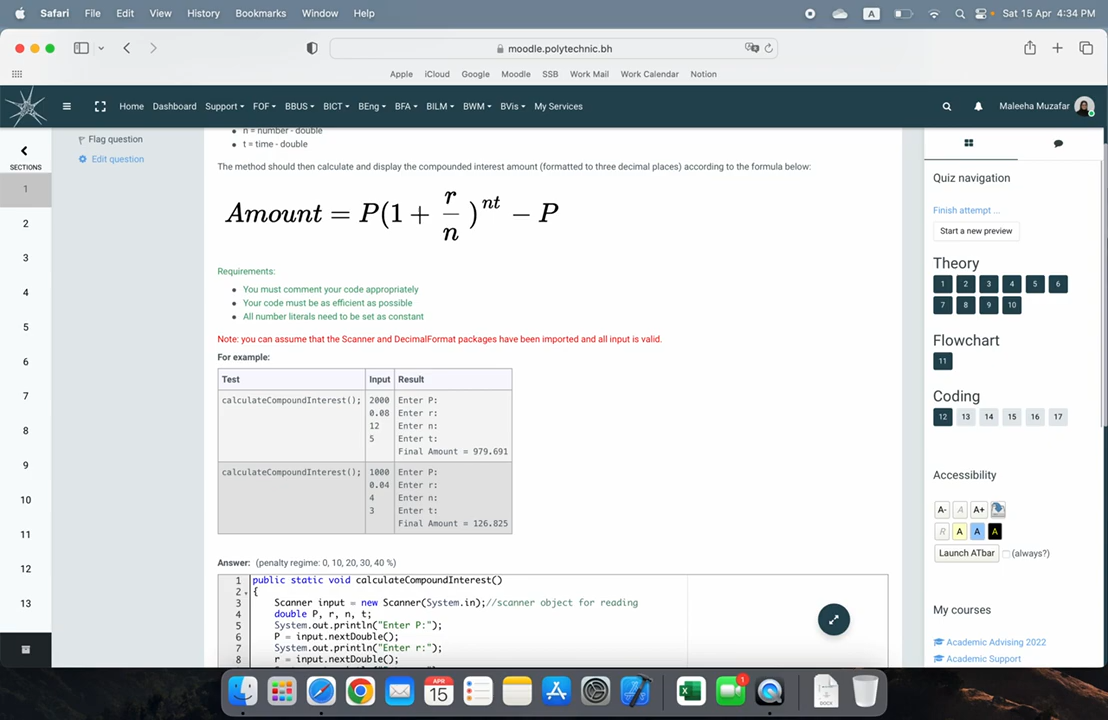 Safari File Edit View History Bookmarks Window Help A Sat 15 Apr 4:34 PM
moodle.polytechnic.bh
Apple iCloud Google Moodle SSB Work Mail Work Calendar Notion
Home Dashboard Support FOF BBUS BICT BEng BFA BILM BWM BVis My Services Maleeha Muzafar
SECTIONS
1
2
3
4
5
6
7
8
9
10
11
12
13
Flag question
Edit question
n = number - double
t = time - double
The method should then calculate and display the compounded interest amount (formatted to three decimal places) according to the formula below:
Amount = P(1 + r/n)^nt − P
Requirements:
You must comment your code appropriately
Your code must be as efficient as possible
All number literals need to be set as constant
Note: you can assume that the Scanner and DecimalFormat packages have been imported and all input is valid.
For example:
Test Input Result
calculateCompoundInterest(); 2000 Enter P:
0.08 Enter r:
12 Enter n:
5 Enter t:
Final Amount = 979.691
calculateCompoundInterest(); 1000 Enter P:
0.04 Enter r:
4 Enter n:
3 Enter t:
Final Amount = 126.825
Answer: (penalty regime: 0, 10, 20, 30, 40 %)
1 public static void calculateCompoundInterest()
2 {
3 Scanner input = new Scanner(System.in);//scanner object for reading
4 double P, r, n, t;
5 System.out.println("Enter P:");
6 P = input.nextDouble();
7 System.out.println("Enter r:");
8 r = input.nextDouble();
Quiz navigation
Finish attempt ...
Start a new preview
Theory
1 2 3 4 5 6
7 8 9 10
Flowchart
11
Coding
12 13 14 15 16 17
Accessibility
A- A A+
R A A A
Launch ATbar (always?)
My courses
Academic Advising 2022
Academic Support
APR
15
1
DOCX